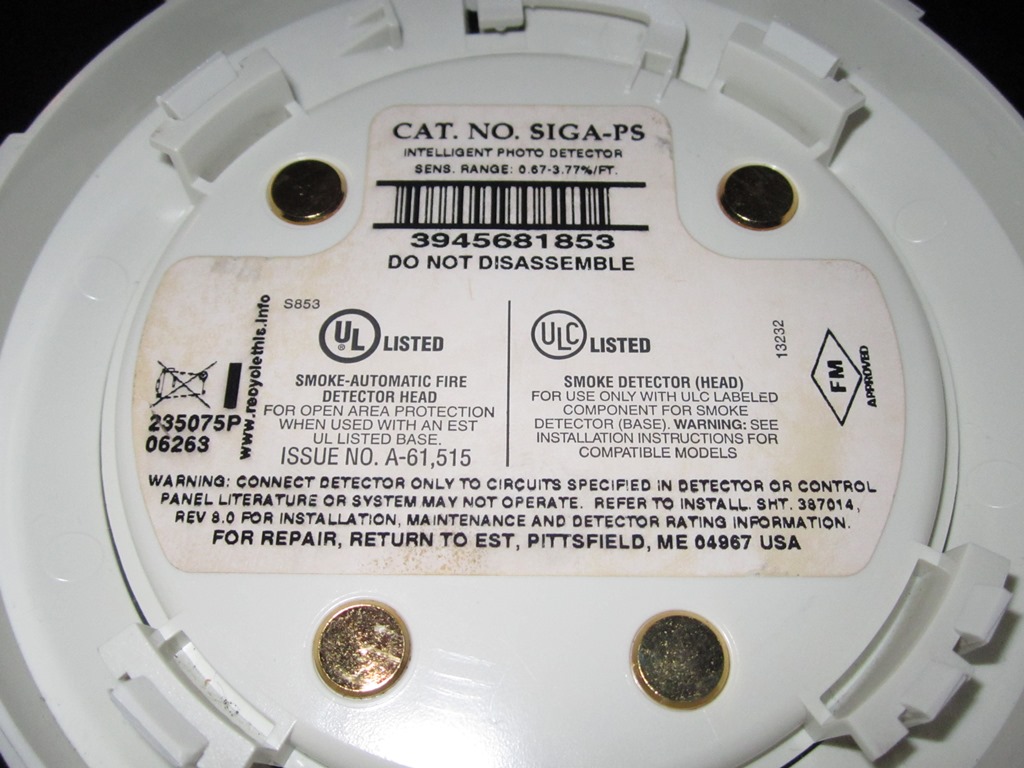 CAT. NO. SIGA-PS
INTELLIGENT PHOTO DETECTOR
SENS. RANGE: 0.67-3.77%/FT.
3945681853
DO NOT DISASSEMBLE
S853
UL LISTED
®
SMOKE-AUTOMATIC FIRE
DETECTOR HEAD
FOR OPEN AREA PROTECTION
WHEN USED WITH AN EST
UL LISTED BASE.
ISSUE NO. A-61,515
www.recyclethis.info
235075P
06263
ULC LISTED
SMOKE DETECTOR (HEAD)
FOR USE ONLY WITH ULC LABELED
COMPONENT FOR SMOKE
DETECTOR (BASE). WARNING: SEE
INSTALLATION INSTRUCTIONS FOR
COMPATIBLE MODELS
13232
FM
APPROVED
WARNING: CONNECT DETECTOR ONLY TO CIRCUITS SPECIFIED IN DETECTOR OR CONTROL
PANEL LITERATURE OR SYSTEM MAY NOT OPERATE. REFER TO INSTALL. SHT. 387014,
REV 8.0 FOR INSTALLATION, MAINTENANCE AND DETECTOR RATING INFORMATION.
FOR REPAIR, RETURN TO EST, PITTSFIELD, ME 04967 USA